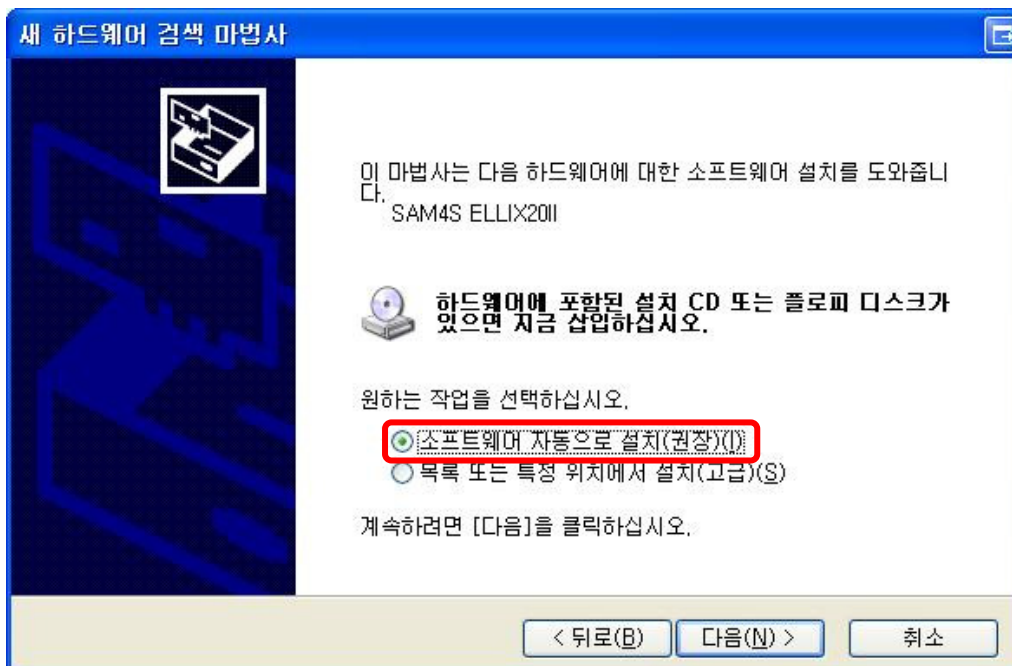 새 하드웨어 검색 마법사
이 마법사는 다음 하드웨어에 대한 소프트웨어 설치를 도와줍니
다.
SAM4S ELLIX20II
하드웨어에 포함된 설치 CD 또는 플로피 디스크가
있으면 지금 삽입하십시오.
원하는 작업을 선택하십시오.
소프트웨어 자동으로 설치(권장)(I)
목록 또는 특정 위치에서 설치(고급)(S)
계속하려면 [다음]을 클릭하십시오.
< 뒤로(B) 다음(N) > 취소